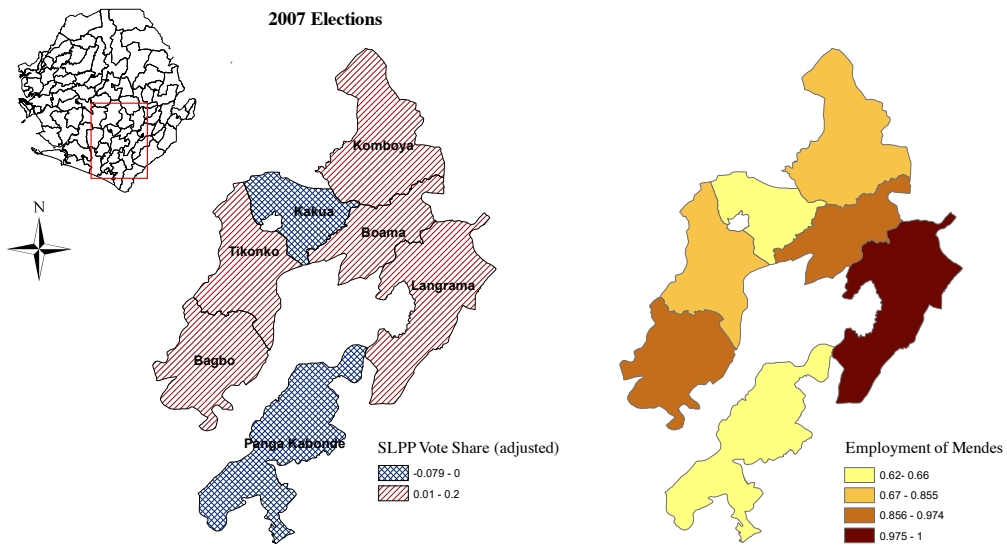 2007 Elections
N
Komboya
Kakua
Boama
Tikonko
Langrama
Bagbo
Panga Kabonde
SLPP Vote Share (adjusted)
-0.079 - 0
0.01 - 0.2
Employment of Mendes
0.62- 0.66
0.67 - 0.855
0.856 - 0.974
0.975 - 1